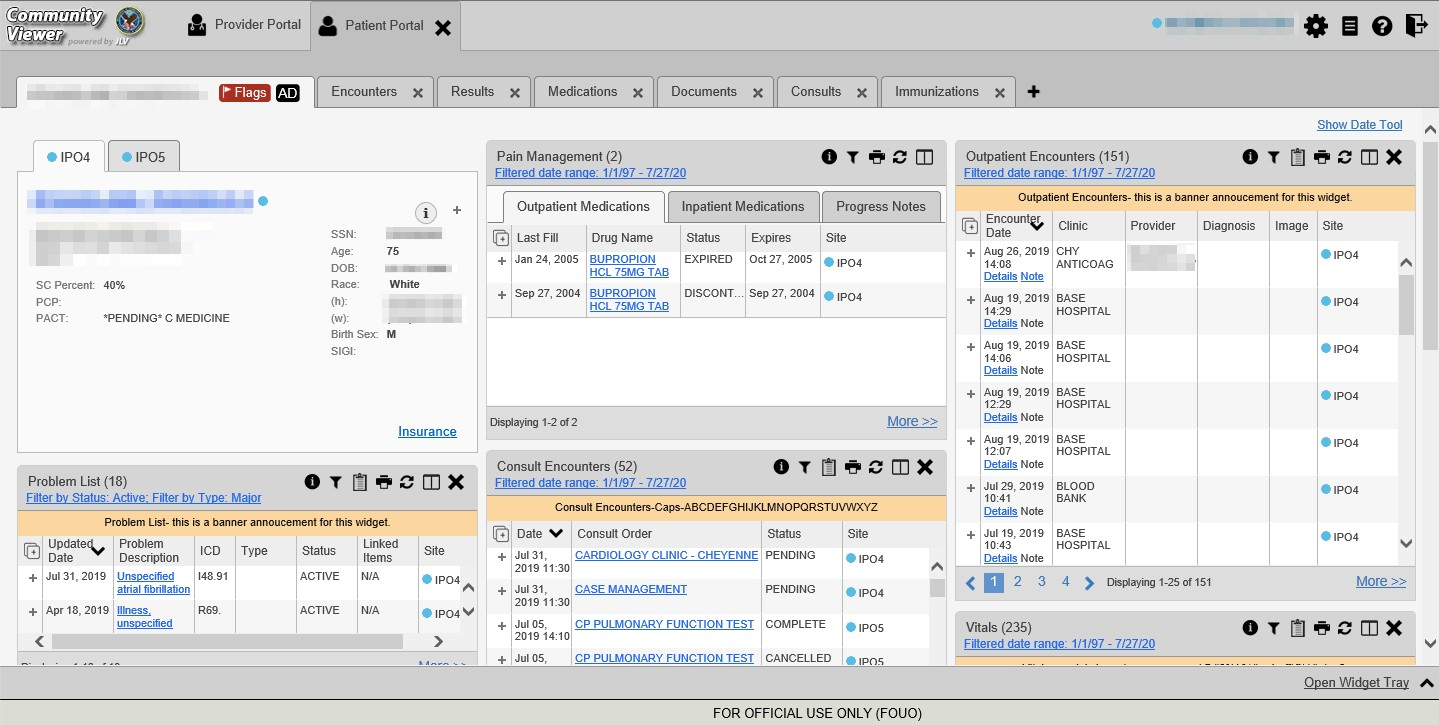 Community
Viewer
powered by JLV
Provider Portal
Patient Portal
Flags
AD
Encounters
Results
Medications
Documents
Consults
Immunizations
Show Date Tool
IPO4
IPO5
SSN:
Age: 75
DOB:
Race: White
(h):
(w):
Birth Sex: M
SIGI:
SC Percent: 40%
PCP:
PACT: *PENDING* C MEDICINE
Insurance
Problem List (18)
Filter by Status: Active; Filter by Type: Major
Problem List- this is a banner annoucement for this widget.
Updated Date Problem Description ICD Type Status Linked Items Site
Jul 31, 2019 Unspecified atrial fibrillation I48.91 ACTIVE N/A IPO4
Apr 18, 2019 Illness, unspecified R69. ACTIVE N/A IPO4
Pain Management (2)
Filtered date range: 1/1/97 - 7/27/20
Outpatient Medications
Inpatient Medications
Progress Notes
Last Fill Drug Name Status Expires Site
Jan 24, 2005 BUPROPION HCL 75MG TAB EXPIRED Oct 27, 2005 IPO4
Sep 27, 2004 BUPROPION HCL 75MG TAB DISCONT... Sep 27, 2004 IPO4
Displaying 1-2 of 2
More >>
Consult Encounters (52)
Filtered date range: 1/1/97 - 7/27/20
Consult Encounters-Caps-ABCDEFGHIJKLMNOPQRSTUVWXYZ
Date Consult Order Status Site
Jul 31, 2019 11:30 CARDIOLOGY CLINIC - CHEYENNE PENDING IPO4
Jul 31, 2019 11:30 CASE MANAGEMENT PENDING IPO4
Jul 05, 2019 14:10 CP PULMONARY FUNCTION TEST COMPLETE IPO5
Jul 05, CP PULMONARY FUNCTION TEST CANCELLED IPO5
Outpatient Encounters (151)
Filtered date range: 1/1/97 - 7/27/20
Outpatient Encounters- this is a banner annoucement for this widget.
Encounter Date Clinic Provider Diagnosis Image Site
Aug 26, 2019 14:08 Details Note CHY ANTICOAG IPO4
Aug 19, 2019 14:29 Details Note BASE HOSPITAL IPO4
Aug 19, 2019 14:06 Details Note BASE HOSPITAL IPO4
Aug 19, 2019 12:29 Details Note BASE HOSPITAL IPO4
Aug 19, 2019 12:07 Details Note BASE HOSPITAL IPO4
Jul 29, 2019 10:41 Details Note BLOOD BANK IPO4
Jul 19, 2019 10:43 Details Note BASE HOSPITAL IPO4
1 2 3 4 Displaying 1-25 of 151
More >>
Vitals (235)
Filtered date range: 1/1/97 - 7/27/20
Open Widget Tray
FOR OFFICIAL USE ONLY (FOUO)